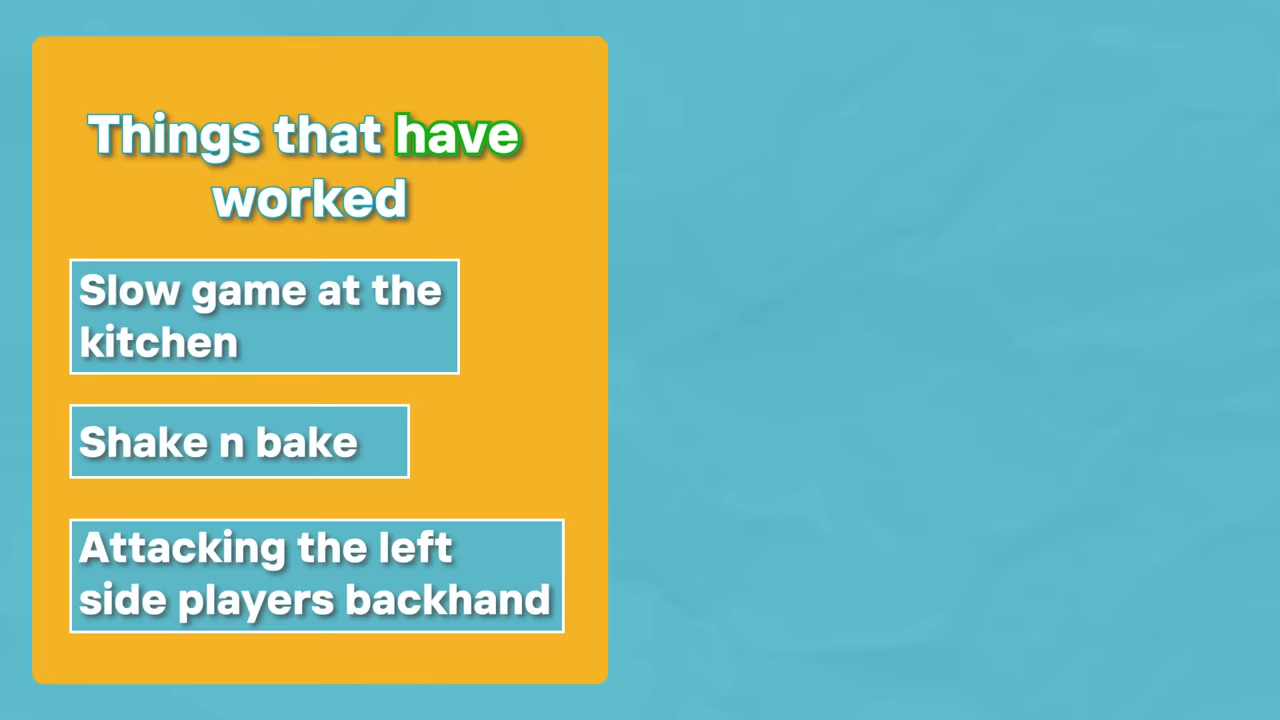 Things that have
worked
Slow game at the
kitchen
Shake n bake
Attacking the left
side players backhand